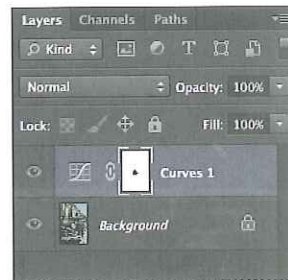 Layers Channels Paths
Kind T
Normal Opacity: 100%
Lock: Fill: 100%
Curves 1
Background